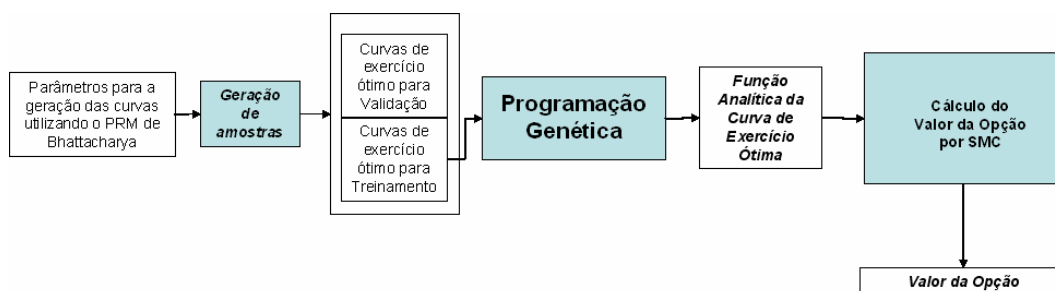 Parâmetros para a
geração das curvas
utilizando o PRM de
Bhattacharya
Geração
de
amostras
Curvas de
exercício
ótimo para
Validação
Curvas de
exercício
ótimo para
Treinamento
Programação
Genética
Função
Analítica da
Curva de
Exercício
Ótima
Cálculo do
Valor da Opção
por SMC
Valor da Opção